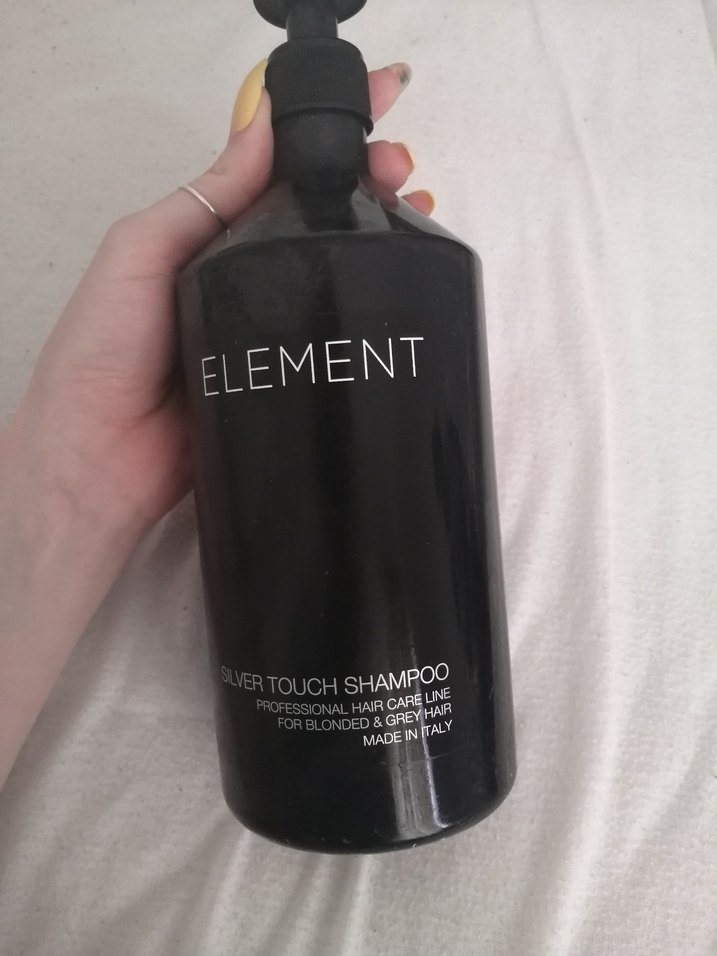 ELEMENT
SILVER TOUCH SHAMPOO
PROFESSIONAL HAIR CARE LINE
FOR BLONDED & GREY HAIR
MADE IN ITALY